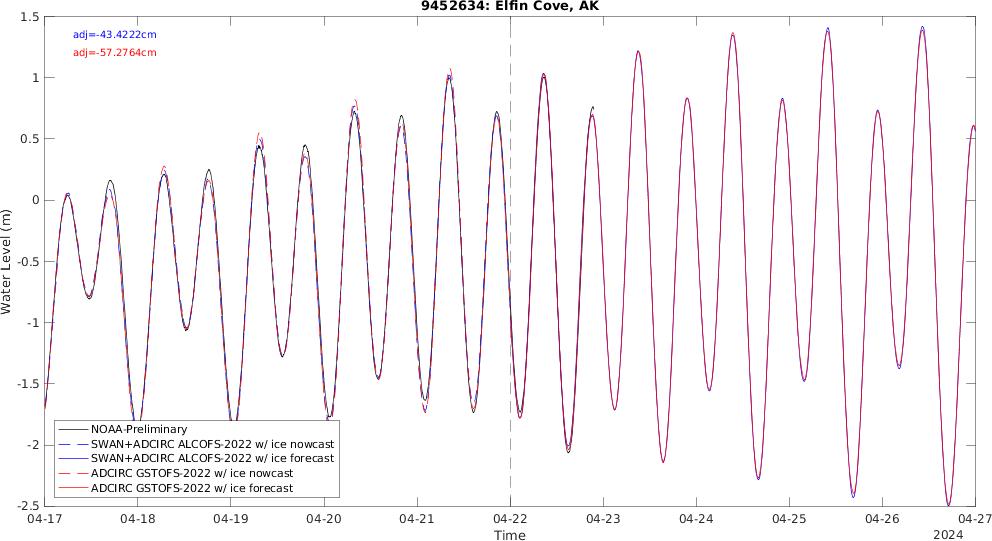 9452634: Elfin Cove, AK
adj=-43.4222cm
adj=-57.2764cm
1.5
1
0.5
0
-0.5
-1
-1.5
-2
-2.5
Water Level (m)
NOAA-Preliminary
SWAN+ADCIRC ALCOFS-2022 w/ ice nowcast
SWAN+ADCIRC ALCOFS-2022 w/ ice forecast
ADCIRC GSTOFS-2022 w/ ice nowcast
ADCIRC GSTOFS-2022 w/ ice forecast
04-17 04-18 04-19 04-20 04-21 04-22 04-23 04-24 04-25 04-26 04-27
Time
2024